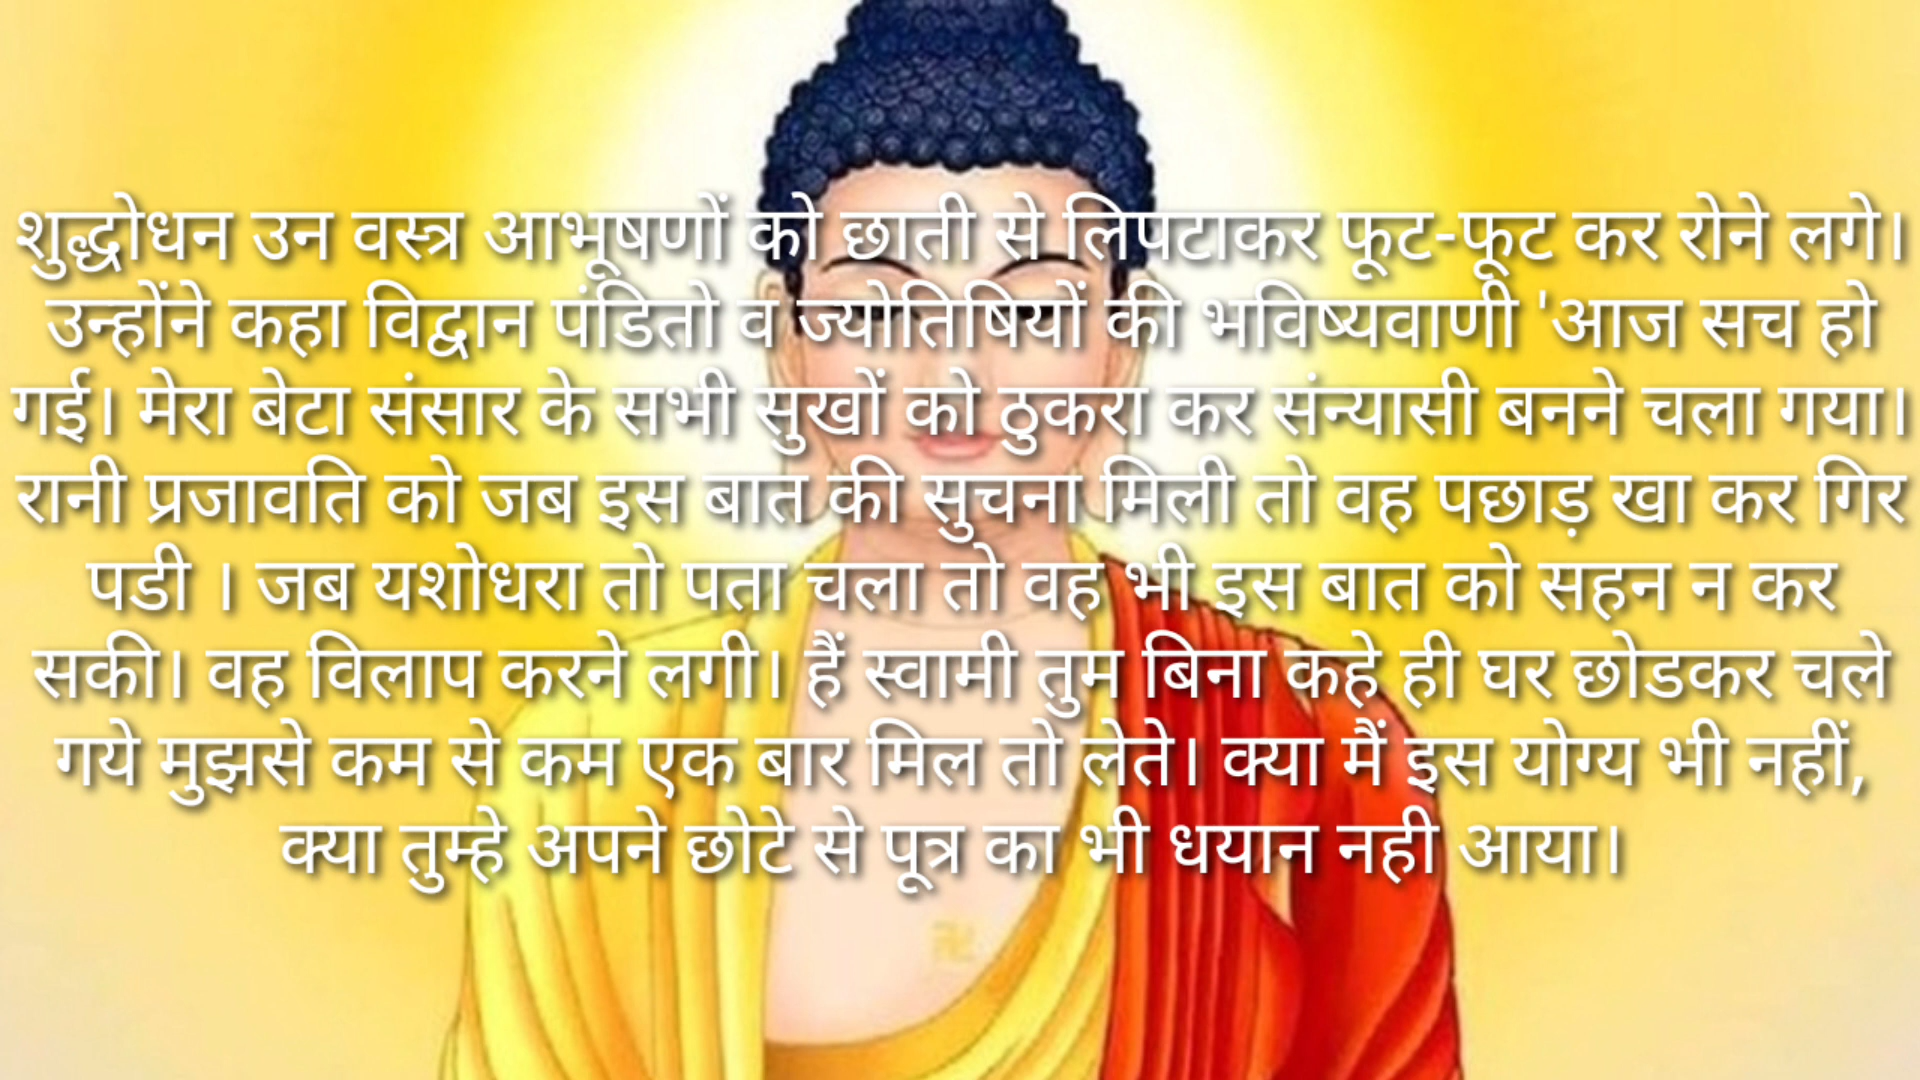 शुद्धोधन उन वस्त्र आभूषणों को छाती से लिपटाकर फूट-फूट कर रोने लगे।
उन्होंने कहा विद्वान पंडितो व ज्योतिषियों की भविष्यवाणी 'आज सच हो
गई। मेरा बेटा संसार के सभी सुखों को ठुकरा कर संन्यासी बनने चला गया।
रानी प्रजावति को जब इस बात की सुचना मिली तो वह पछाड़ खा कर गिर
पडी । जब यशोधरा तो पता चला तो वह भी इस बात को सहन न कर
सकी। वह विलाप करने लगी। हैं स्वामी तुम बिना कहे ही घर छोडकर चले
गये मुझसे कम से कम एक बार मिल तो लेते। क्या मैं इस योग्य भी नहीं,
क्या तुम्हे अपने छोटे से पूत्र का भी धयान नही आया।